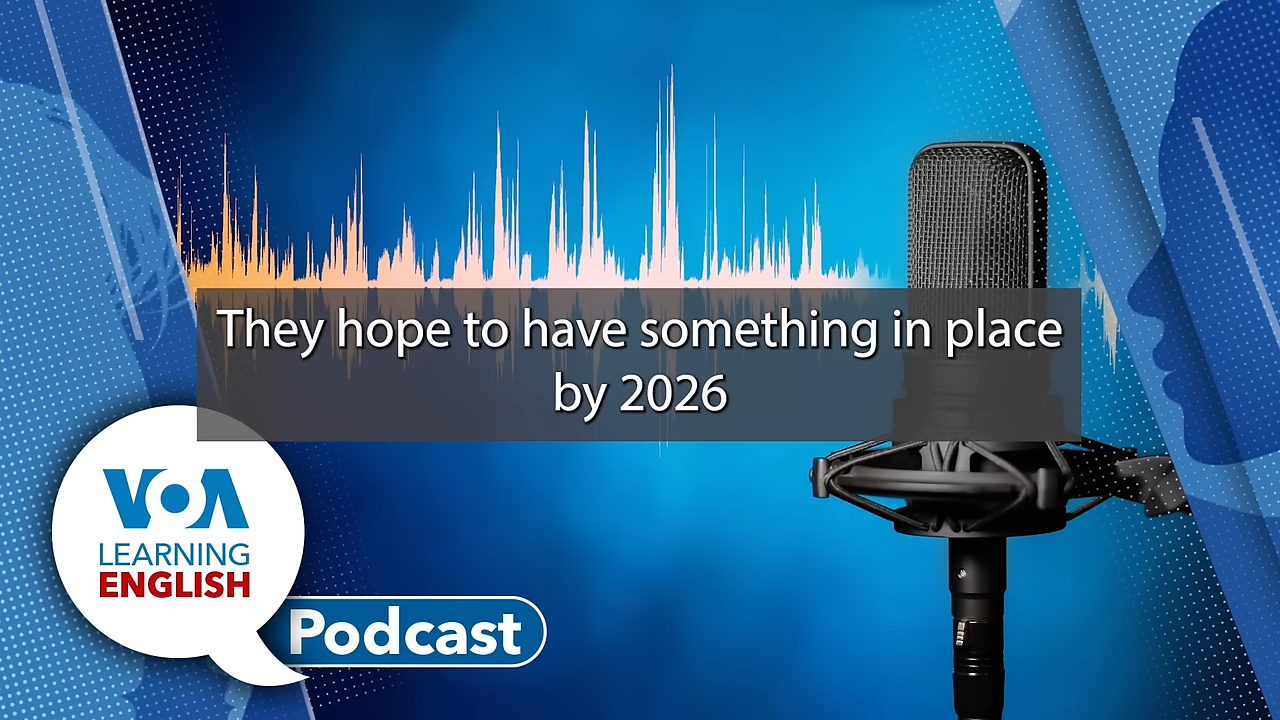 They hope to have something in place
by 2026
VOA
LEARNING
ENGLISH
Podcast